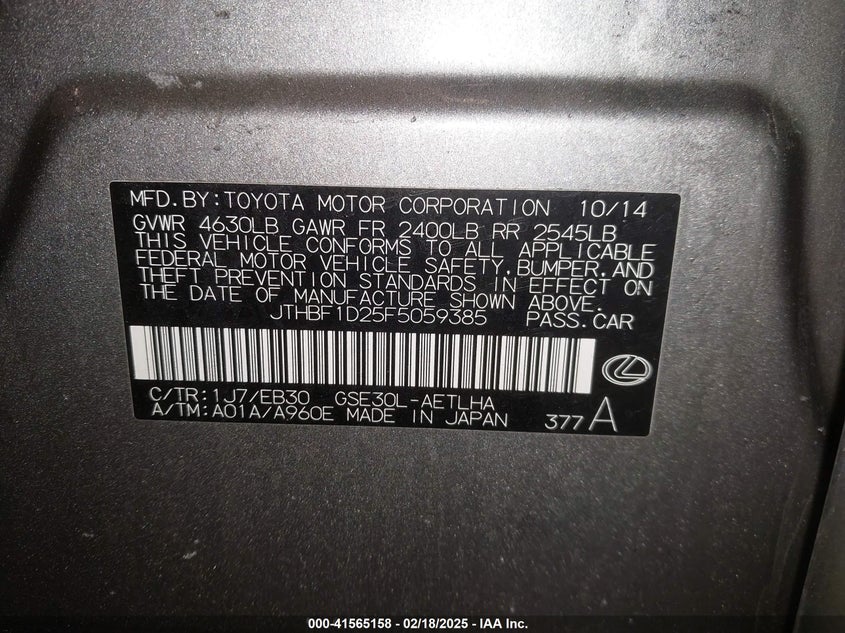 MFD.BY:TOYOTA MOTOR CORPORATION 10/14
GVWR 4630LB GAWR FR 2400LB RR 2545LB
THIS VEHICLE CONFORMS TO ALL APPLICABLE
FEDERAL MOTOR VEHICLE SAFETY,BUMPER,AND
THEFT PREVENTION STANDARDS IN EFFECT ON
THE DATE OF MANUFACTURE SHOWN ABOVE.
JTHBF1D25F5059385 PASS.CAR
C/TR:1J7/EB30 GSE30L-AETLHA
A/TM:A01A/A960E MADE IN JAPAN 377 A
000-41565158 - 02/18/2025 - IAA Inc.